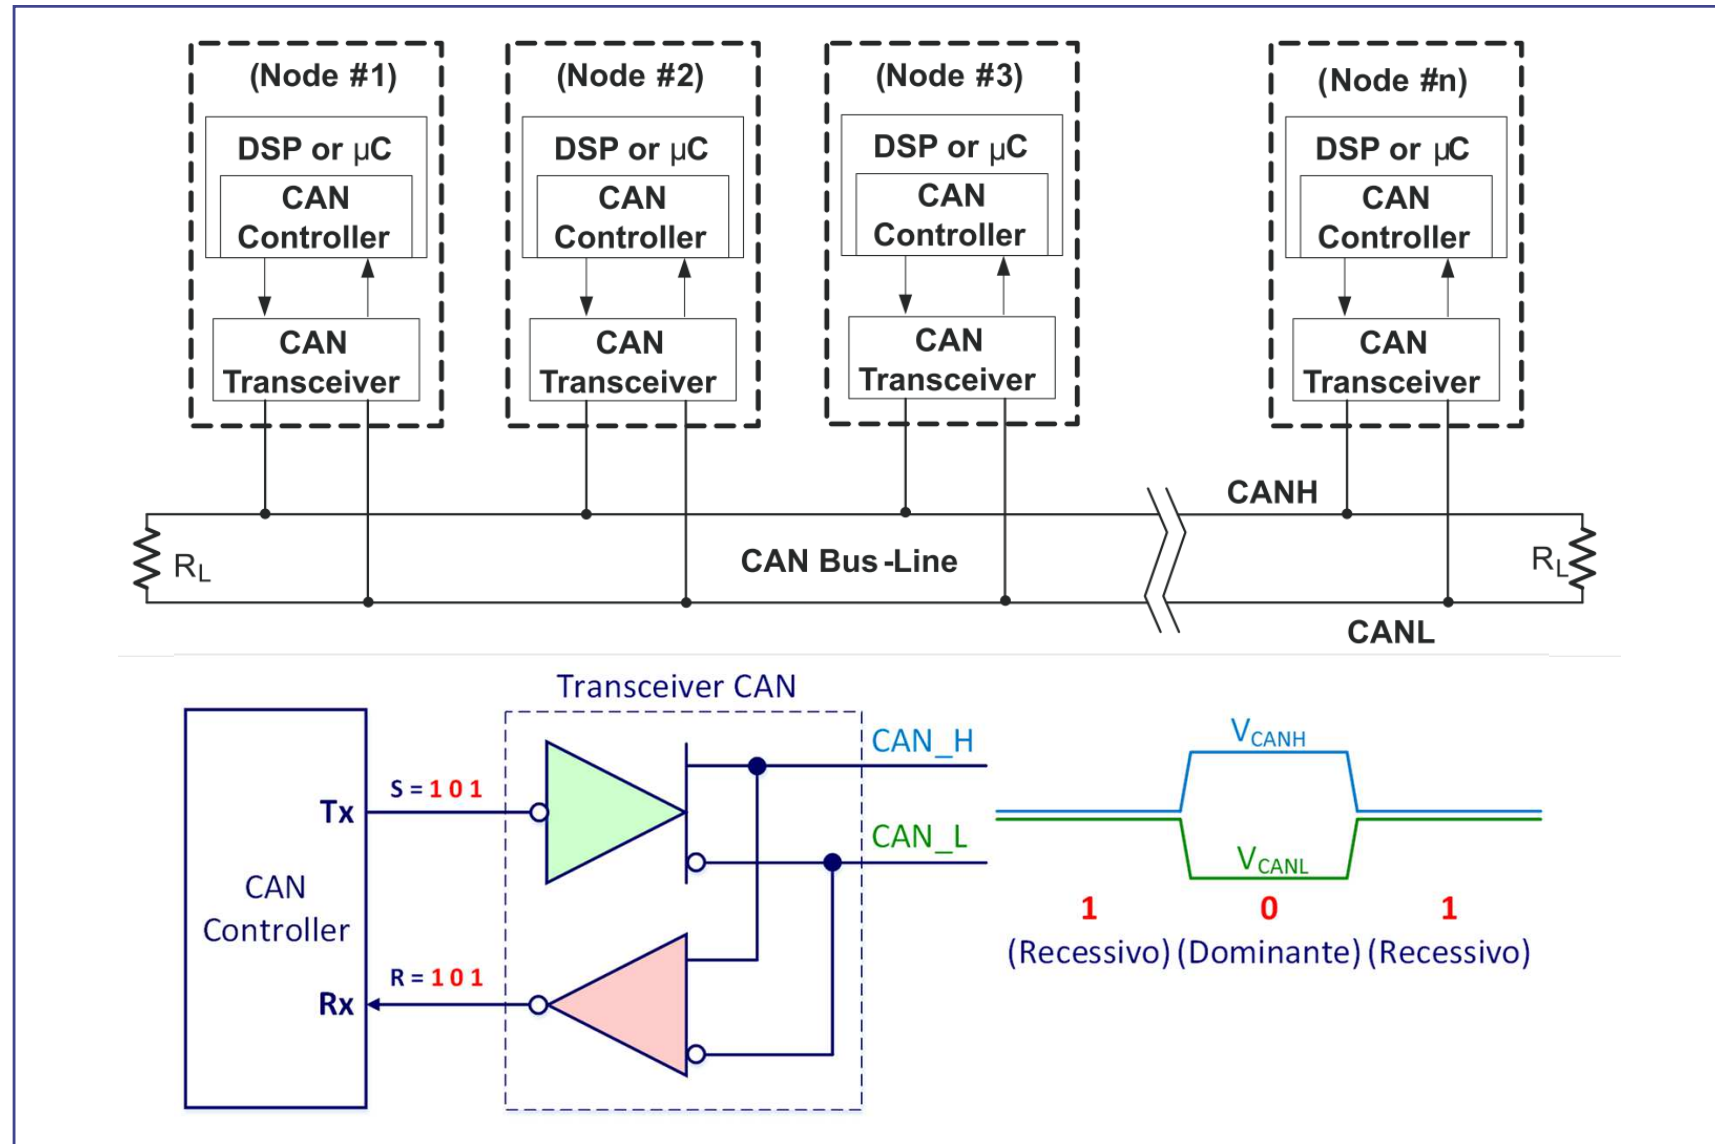 (Node #1)
DSP or µC
CAN
Controller
CAN
Transceiver
(Node #2)
DSP or µC
CAN
Controller
CAN
Transceiver
(Node #3)
DSP or µC
CAN
Controller
CAN
Transceiver
(Node #n)
DSP or µC
CAN
Controller
CAN
Transceiver
CANH
RL
CAN Bus-Line
RL
CANL
Transceiver CAN
CAN
Controller
Tx
S = 1 0 1
Rx
R = 1 0 1
CAN_H
CAN_L
VCANH
VCANL
1 0 1
(Recessivo) (Dominante) (Recessivo)